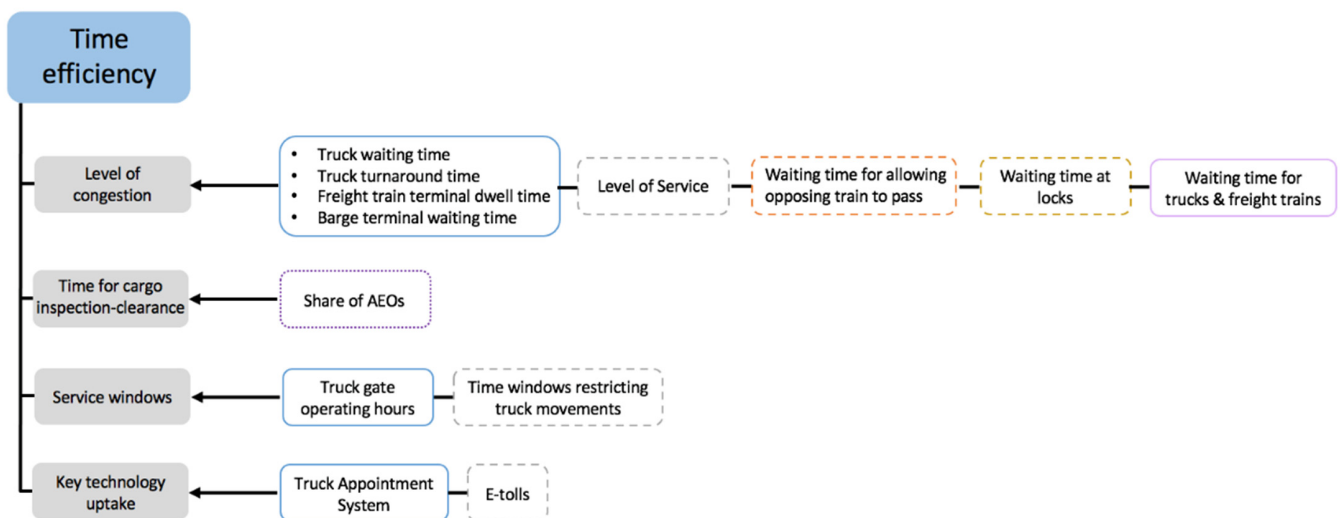 Time
efficiency
Level of
congestion
• Truck waiting time
• Truck turnaround time
• Freight train terminal dwell time
• Barge terminal waiting time
Level of Service
Waiting time for allowing
opposing train to pass
Waiting time at
locks
Waiting time for
trucks & freight trains
Time for cargo
inspection-clearance
Share of AEOs
Service windows
Truck gate
operating hours
Time windows restricting
truck movements
Key technology
uptake
Truck Appointment
System
E-tolls